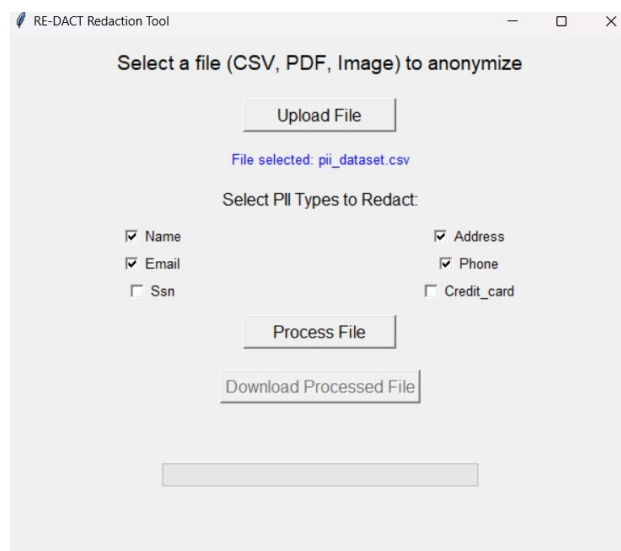 RE-DACT Redaction Tool
Select a file (CSV, PDF, Image) to anonymize
Upload File
File selected: pii_dataset.csv
Select PII Types to Redact:
Name Address
Email Phone
Ssn Credit_card
Process File
Download Processed File